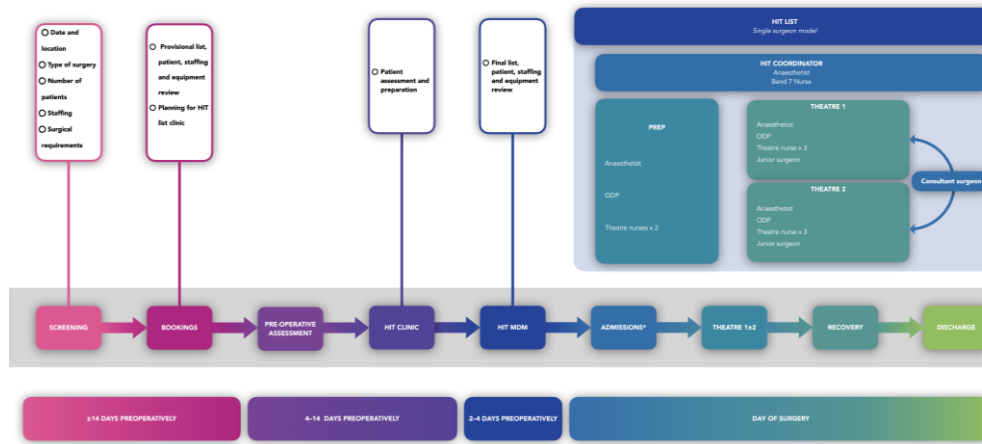 ○ Date and
location
○ Type of surgery
○ Number of
patients
○ Staffing
○ Surgical
requirements
○ Provisional list,
patient, staffing
and equipment
review
○ Planning for HIT
list clinic
○ Patient
assessment and
preparation
○ Final list,
patient, staffing
and equipment
review
HIT LIST
Single surgeon model
HIT COORDINATOR
Anaesthetist
Band 7 Nurse
PREP
Anaesthetist
ODP
Theatre nurses x 2
THEATRE 1
Anaesthetist
ODP
Theatre nurse x 3
Junior surgeon
Consultant surgeon
THEATRE 2
Anaesthetist
ODP
Theatre nurse x 3
Junior surgeon
SCREENING
BOOKINGS
PRE-OPERATIVE
ASSESSMENT
HIT CLINIC
HIT MDM
ADMISSIONS*
THEATRE 1±2
RECOVERY
DISCHARGE
≥14 DAYS PREOPERATIVELY
4–14 DAYS PREOPERATIVELY
2–4 DAYS PREOPERATIVELY
DAY OF SURGERY